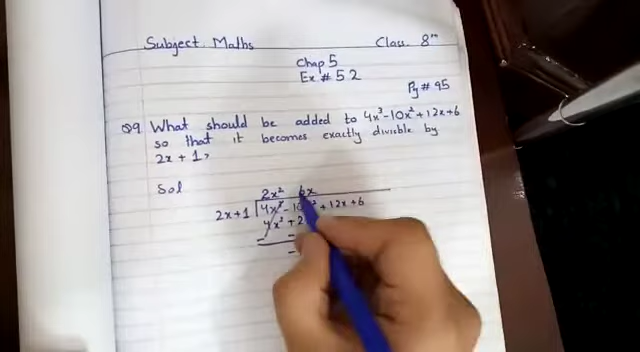 Subject. Maths Class. 8th
Chap 5
Ex # 5.2
Pg # 95
Q9 What should be added to 4x³-10x²+12x+6
so that it becomes exactly divisble by
2x+1?
Sol
2x² 6x
2x+1 4x³-10x²+12x+6
4x³+2
-
-